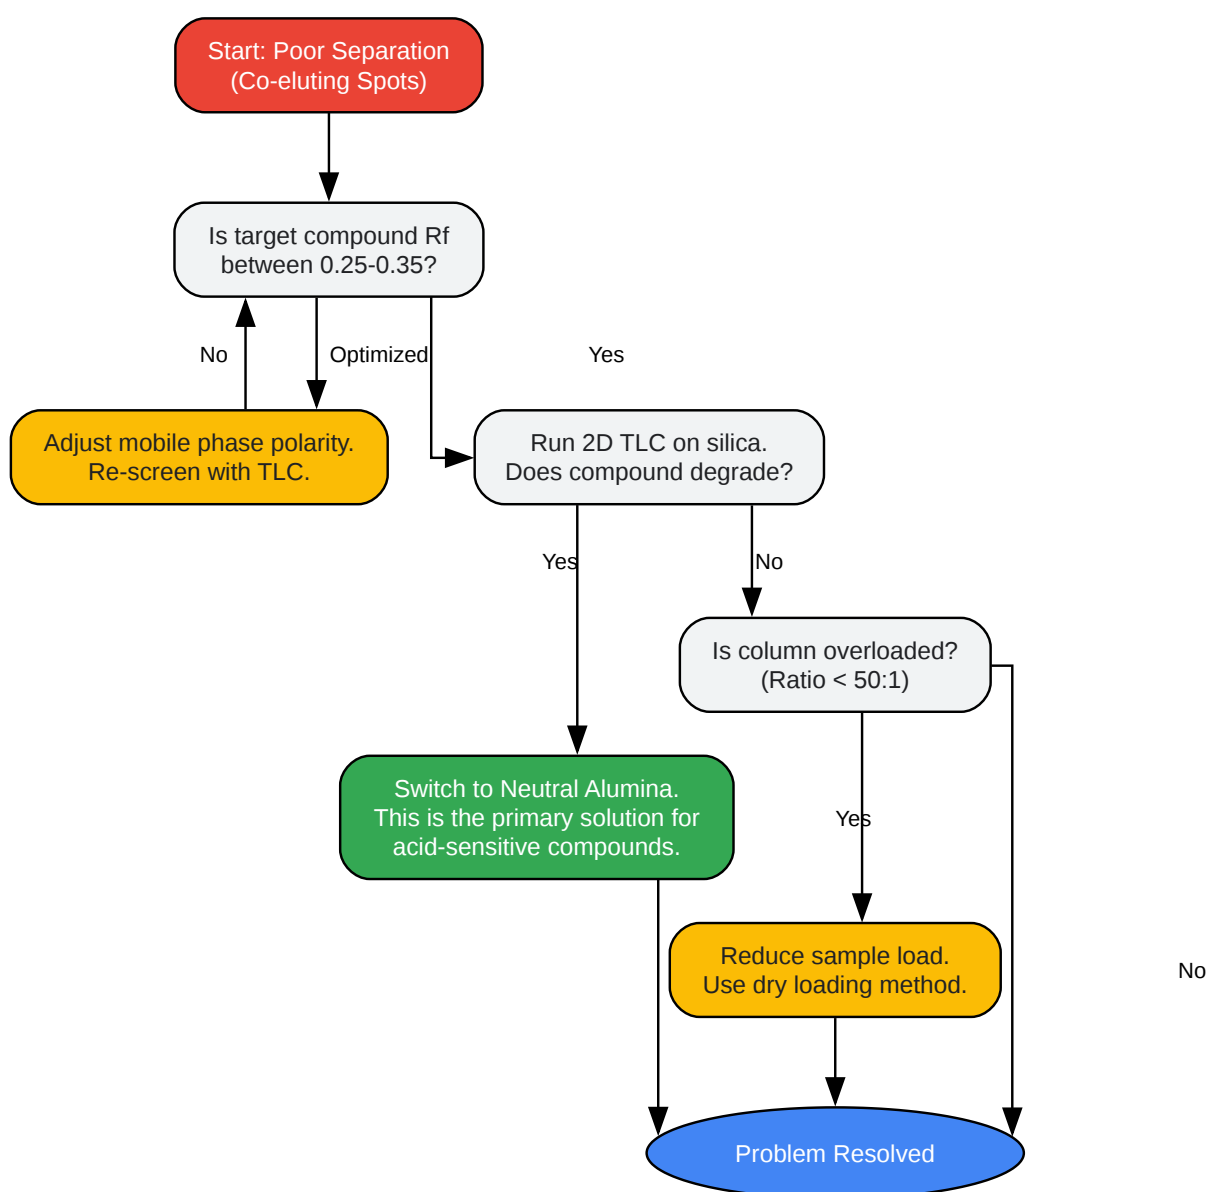 Start: Poor Separation
(Co-eluting Spots)
Is target compound Rf
between 0.25-0.35?
No
Optimized
Yes
Adjust mobile phase polarity.
Re-screen with TLC.
Run 2D TLC on silica.
Does compound degrade?
Yes
No
Is column overloaded?
(Ratio < 50:1)
Switch to Neutral Alumina.
This is the primary solution for
acid-sensitive compounds.
Yes
Reduce sample load.
Use dry loading method.
No
Problem Resolved